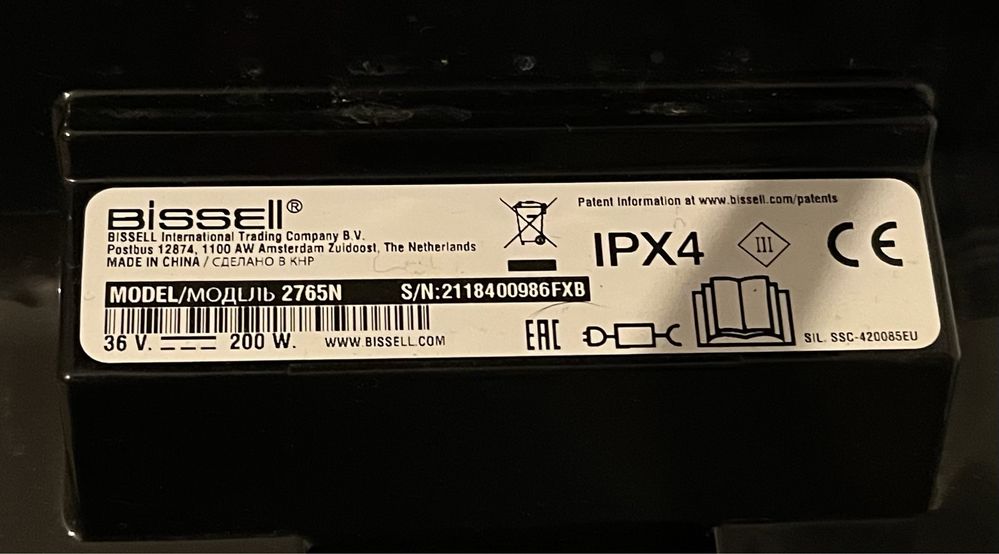 BISSELL®
BISSELL International Trading Company B.V.
Postbus 12874, 1100 AW Amsterdam Zuidoost, The Netherlands
MADE IN CHINA / СДЕЛАНО В КНР
MODEL/МОДЕЛЬ 2765N S/N:2118400986FXB
36 V. 200 W. WWW.BISSELL.COM
Patent Information at www.bissell.com/patents
IPX4 III CE
EAC
SIL. SSC-420085EU